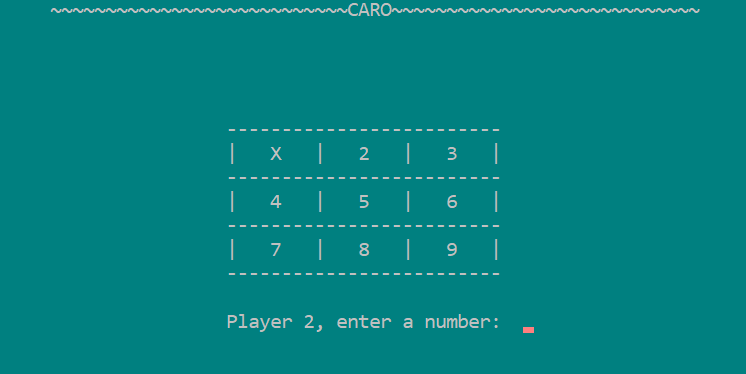 ~~~~~~~~~~~~~~~~~~~~~~~~~~~CARO~~~~~~~~~~~~~~~~~~~~~~~~~~~~
-------------------------
|   X   |   2   |   3   |
-------------------------
|   4   |   5   |   6   |
-------------------------
|   7   |   8   |   9   |
-------------------------
Player 2, enter a number: